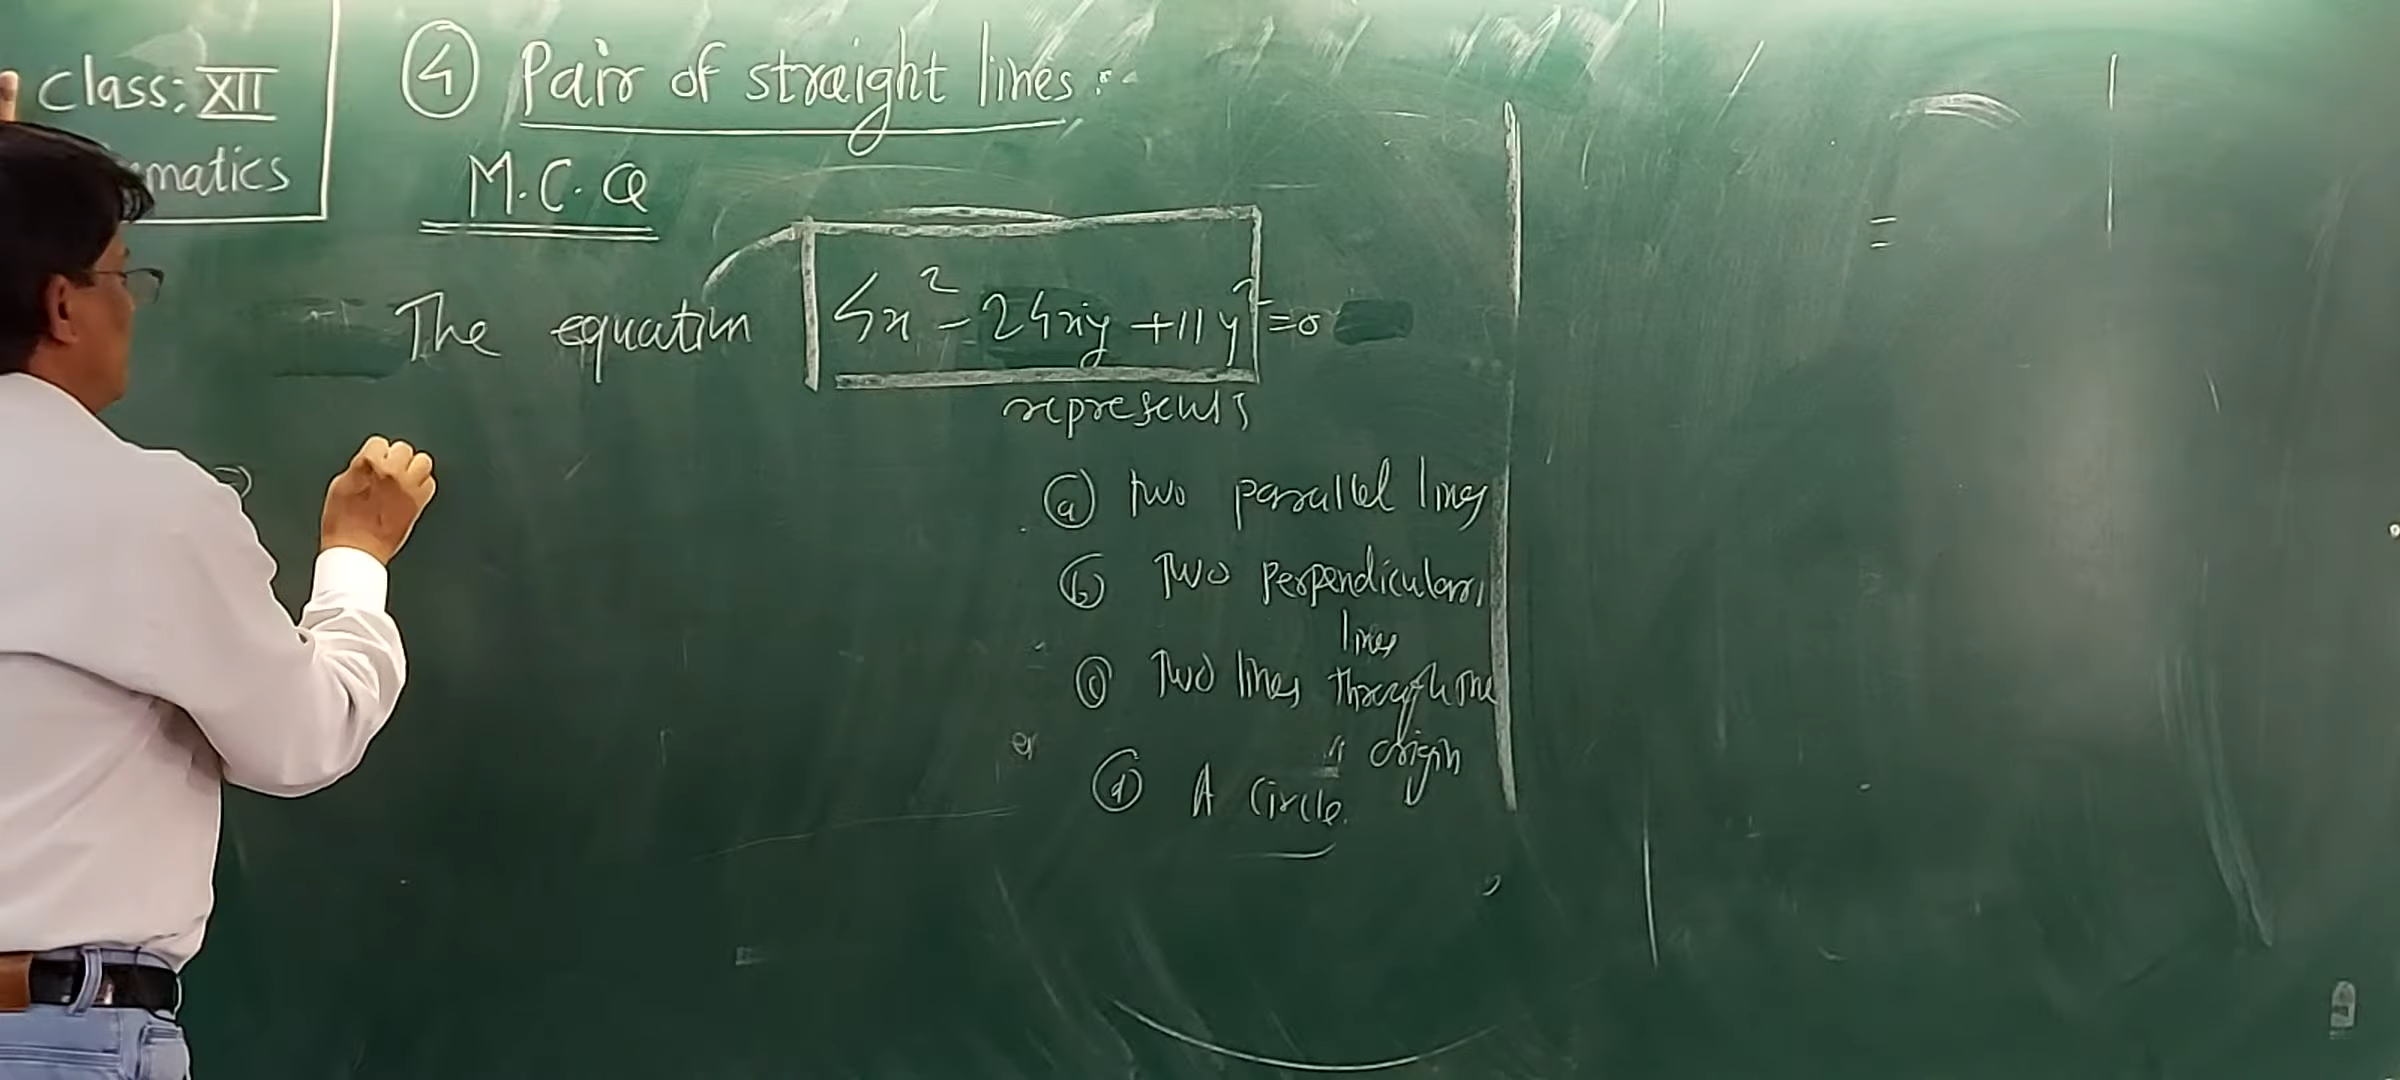 Class: XII
matics
④ Pair of straight lines :-
M.C.Q
The equation 4x² - 24xy + 11y² = 0
represents
ⓐ two parallel lines
ⓑ Two perpendicular
lines
ⓒ Two lines through the
origin
ⓓ A Circle.
=